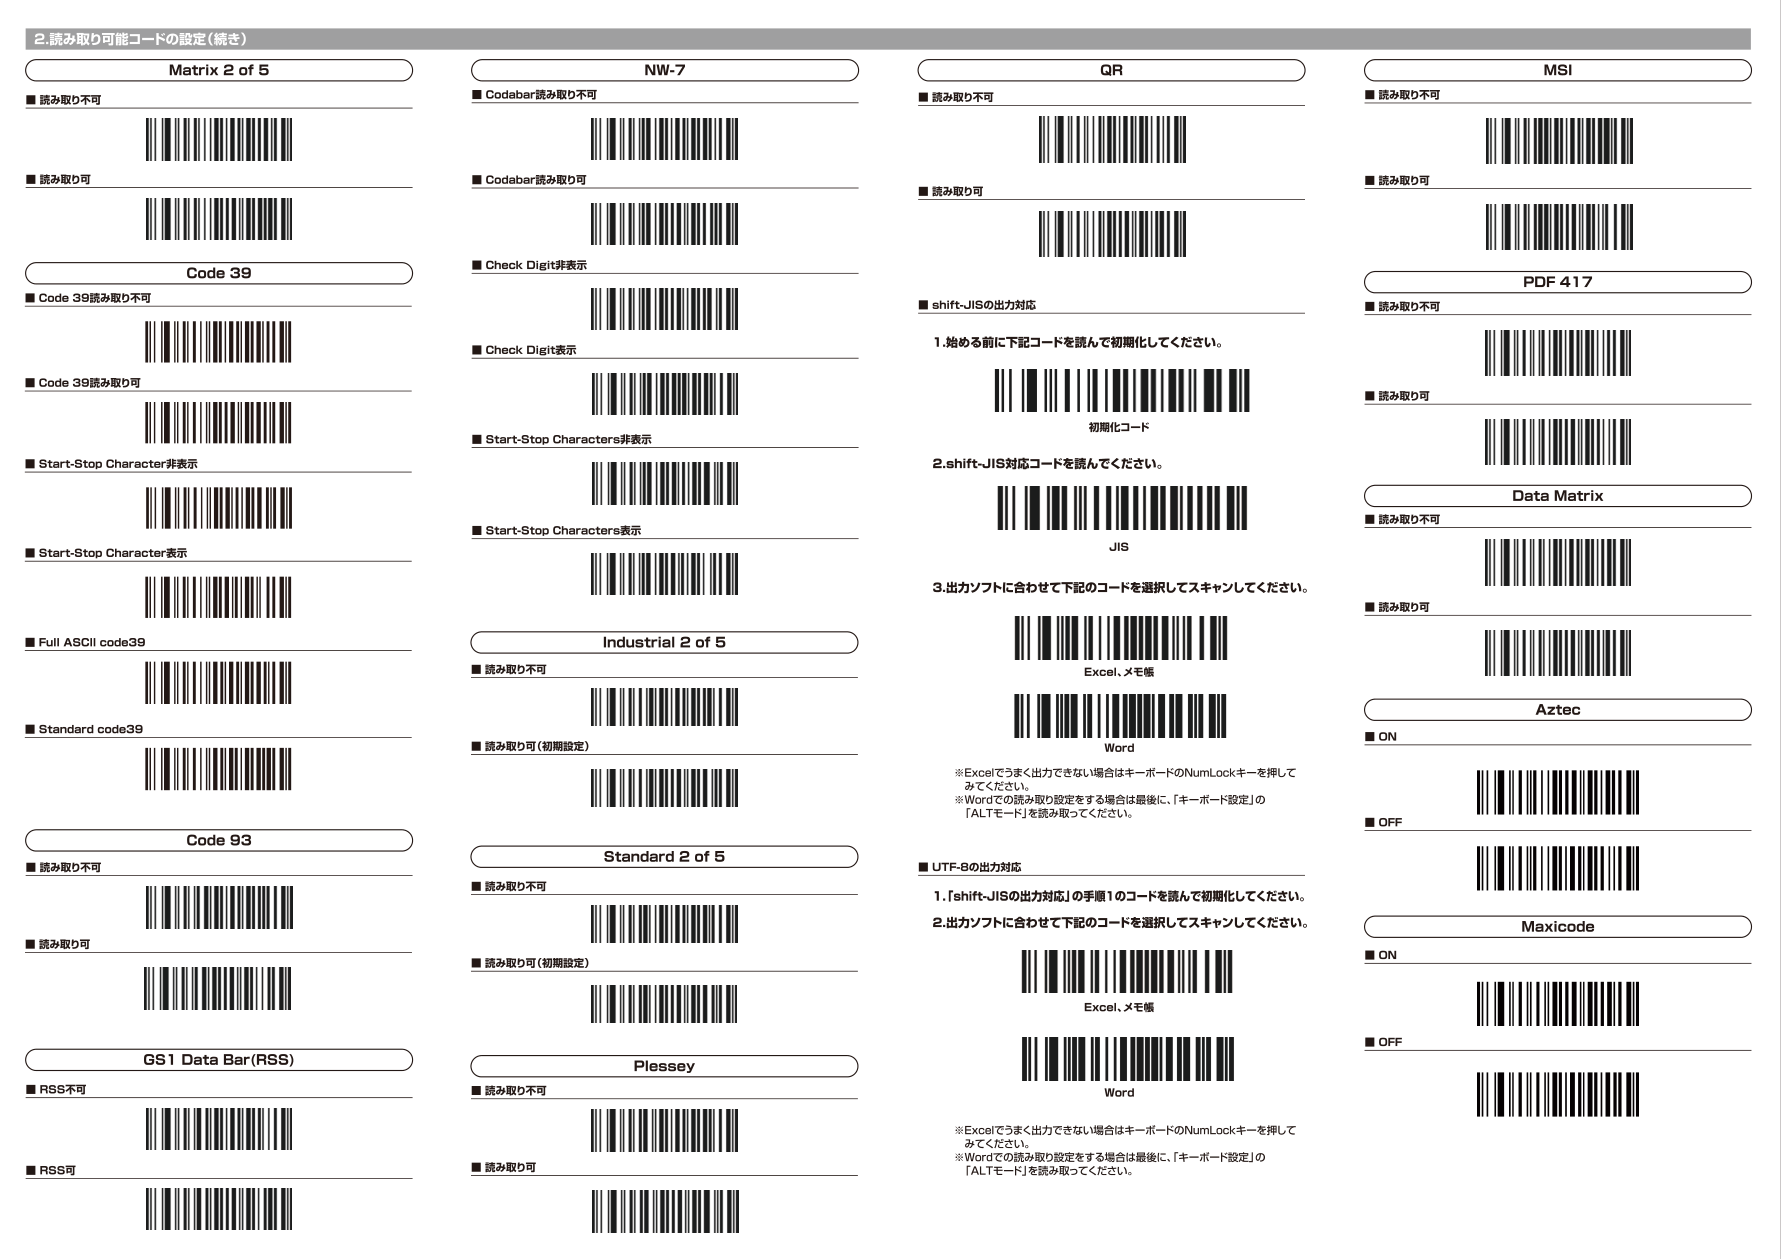 2.読み取り可能コードの設定(続き)
Matrix 2 of 5
■ 読み取り不可
■ 読み取り可
Code 39
■ Code 39読み取り不可
■ Code 39読み取り可
■ Start-Stop Character非表示
■ Start-Stop Character表示
■ Full ASCII code39
■ Standard code39
Code 93
■ 読み取り不可
■ 読み取り可
GS1 Data Bar(RSS)
■ RSS不可
■ RSS可
NW-7
■ Codabar読み取り不可
■ Codabar読み取り可
■ Check Digit非表示
■ Check Digit表示
■ Start-Stop Characters非表示
■ Start-Stop Characters表示
Industrial 2 of 5
■ 読み取り不可
■ 読み取り可(初期設定)
Standard 2 of 5
■ 読み取り不可
■ 読み取り可(初期設定)
Plessey
■ 読み取り不可
■ 読み取り可
QR
■ 読み取り不可
■ 読み取り可
■ shift-JISの出力対応
1.始める前に下記コードを読んで初期化してください。
初期化コード
2.shift-JIS対応コードを読んでください。
JIS
3.出力ソフトに合わせて下記のコードを選択してスキャンしてください。
Excel、メモ帳
Word
※Excelでうまく出力できない場合はキーボードのNumLockキーを押して
みてください。
※Wordでの読み取り設定をする場合は最後に、「キーボード設定」の
「ALTモード」を読み取ってください。
■ UTF-8の出力対応
1.「shift-JISの出力対応」の手順1のコードを読んで初期化してください。
2.出力ソフトに合わせて下記のコードを選択してスキャンしてください。
Excel、メモ帳
Word
※Excelでうまく出力できない場合はキーボードのNumLockキーを押して
みてください。
※Wordでの読み取り設定をする場合は最後に、「キーボード設定」の
「ALTモード」を読み取ってください。
MSI
■ 読み取り不可
■ 読み取り可
PDF 417
■ 読み取り不可
■ 読み取り可
Data Matrix
■ 読み取り不可
■ 読み取り可
Aztec
■ ON
■ OFF
Maxicode
■ ON
■ OFF